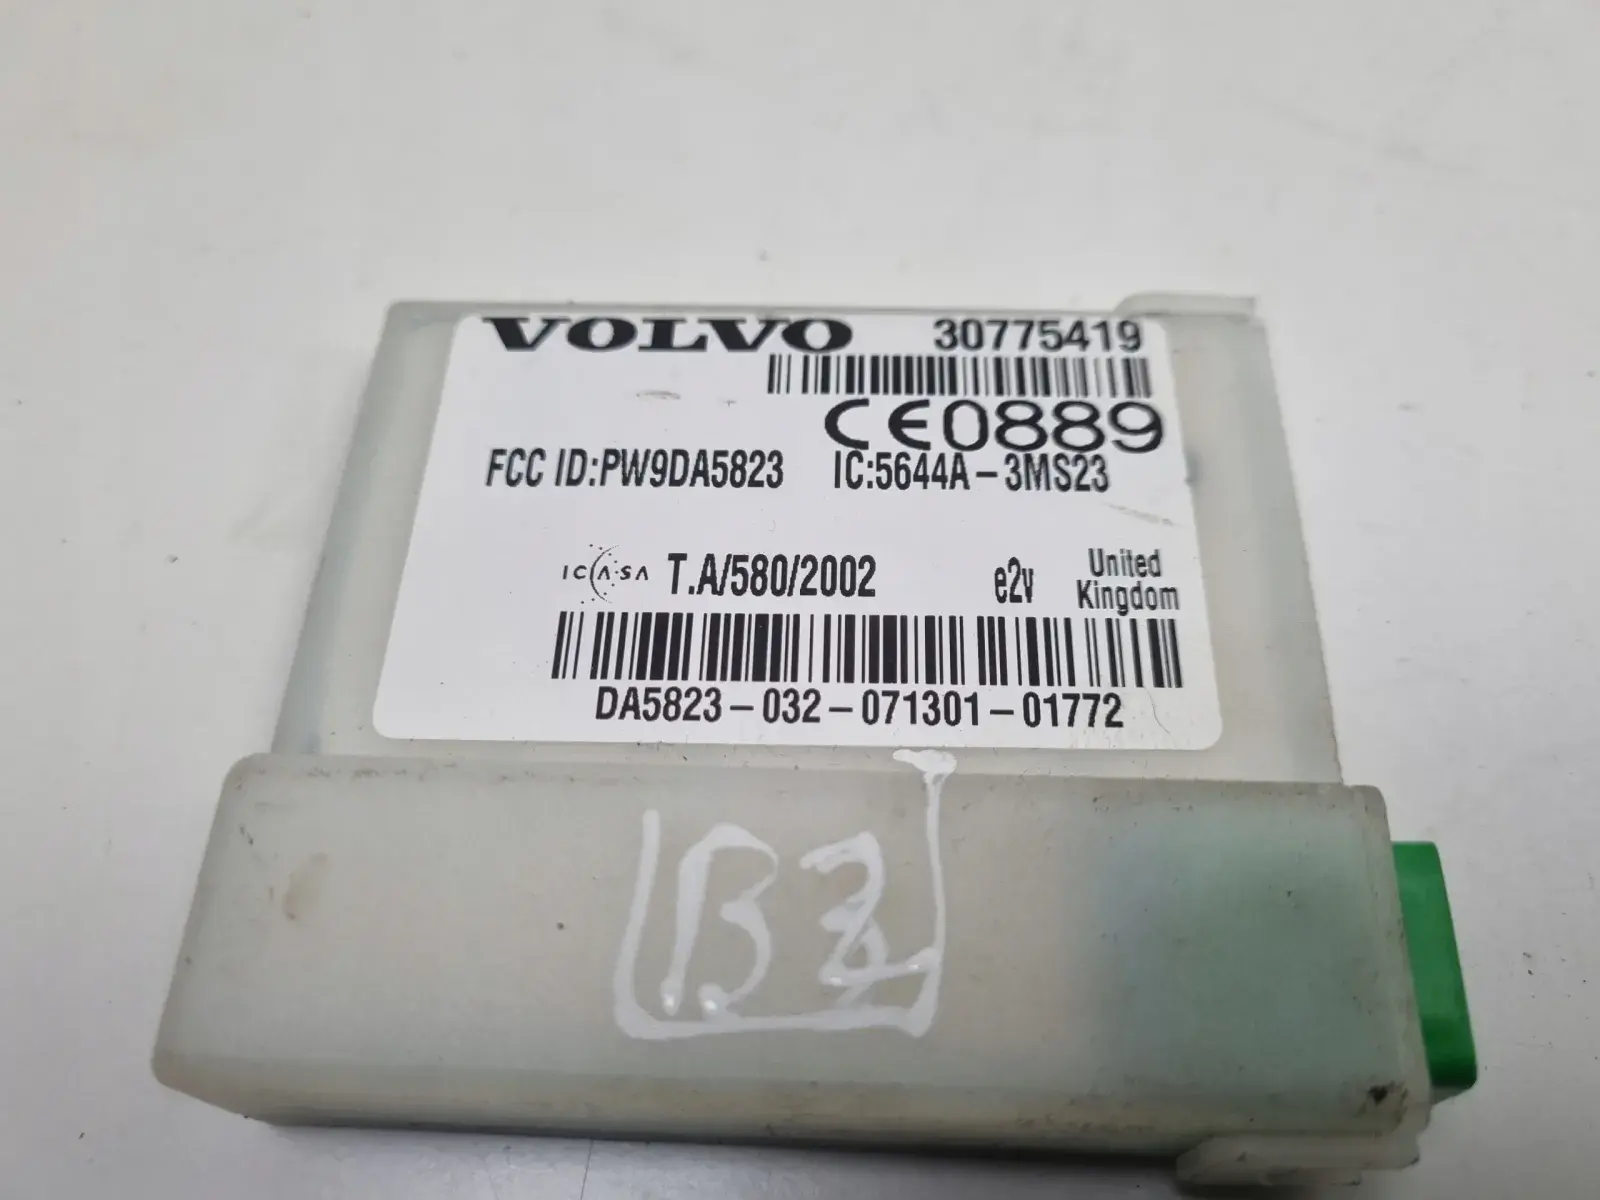 VOLVO 30775419
CE0889
FCC ID:PW9DA5823 IC:5644A-3MS23
ICASA T.A/580/2002 e2v United Kingdom
DA5823-032-071301-01772
B2